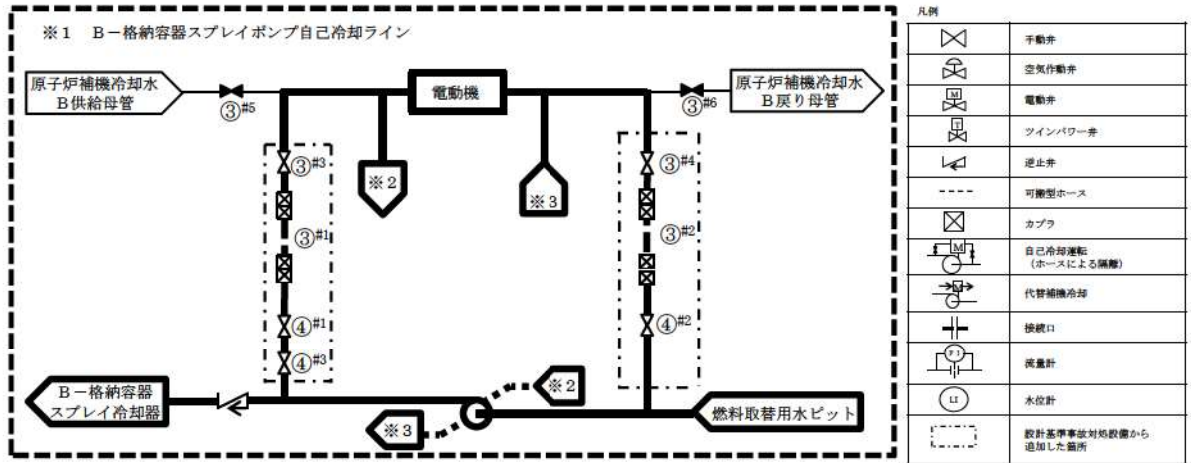 ※1 B－格納容器スプレイポンプ自己冷却ライン
原子炉補機冷却水
B供給母管
③#5
電動機
③#6
原子炉補機冷却水
B戻り母管
③#3
※2
※3
③#4
③#1
③#2
④#1
④#2
④#3
B－格納容器
スプレイ冷却器
※3
※2
燃料取替用水ピット
凡例
手動弁
空気作動弁
M
電動弁
T
ツインパワー弁
逆止弁
可搬型ホース
カプラ
M
自己冷却運転
（ホースによる隔離）
M
代替補機冷却
接続口
FI
流量計
LI
水位計
設計基準事故対処設備から
追加した箇所